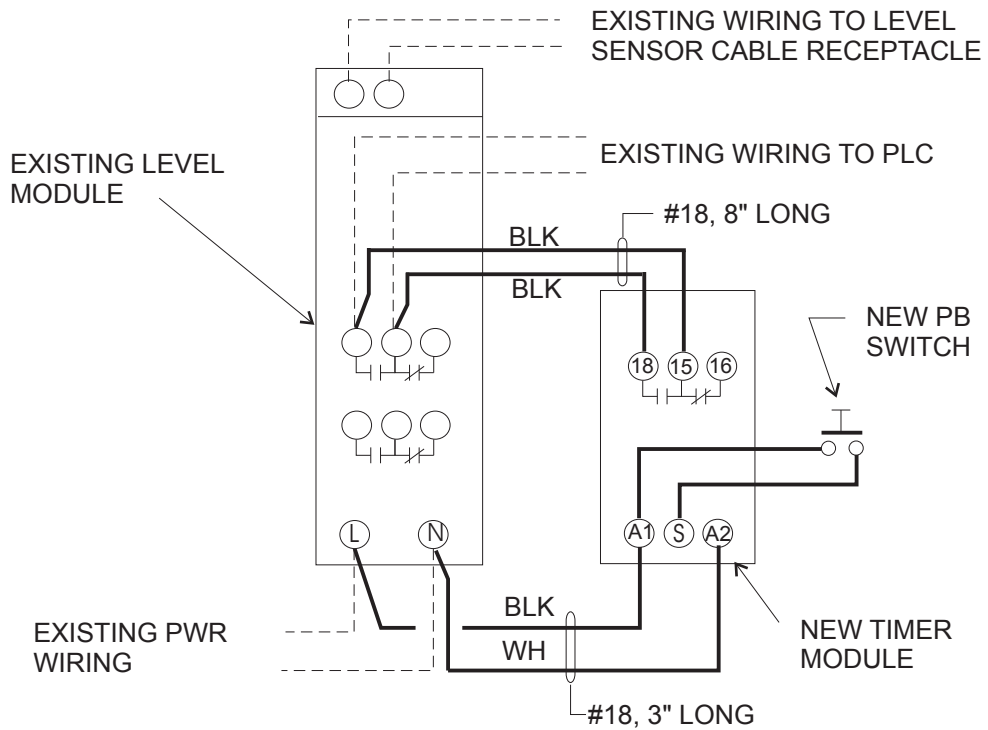 EXISTING WIRING TO LEVEL
SENSOR CABLE RECEPTACLE
EXISTING LEVEL
MODULE
EXISTING WIRING TO PLC
#18, 8" LONG
BLK
BLK
NEW PB
SWITCH
18 15 16
L N
A1 S A2
BLK
WH
EXISTING PWR
WIRING
NEW TIMER
MODULE
#18, 3" LONG